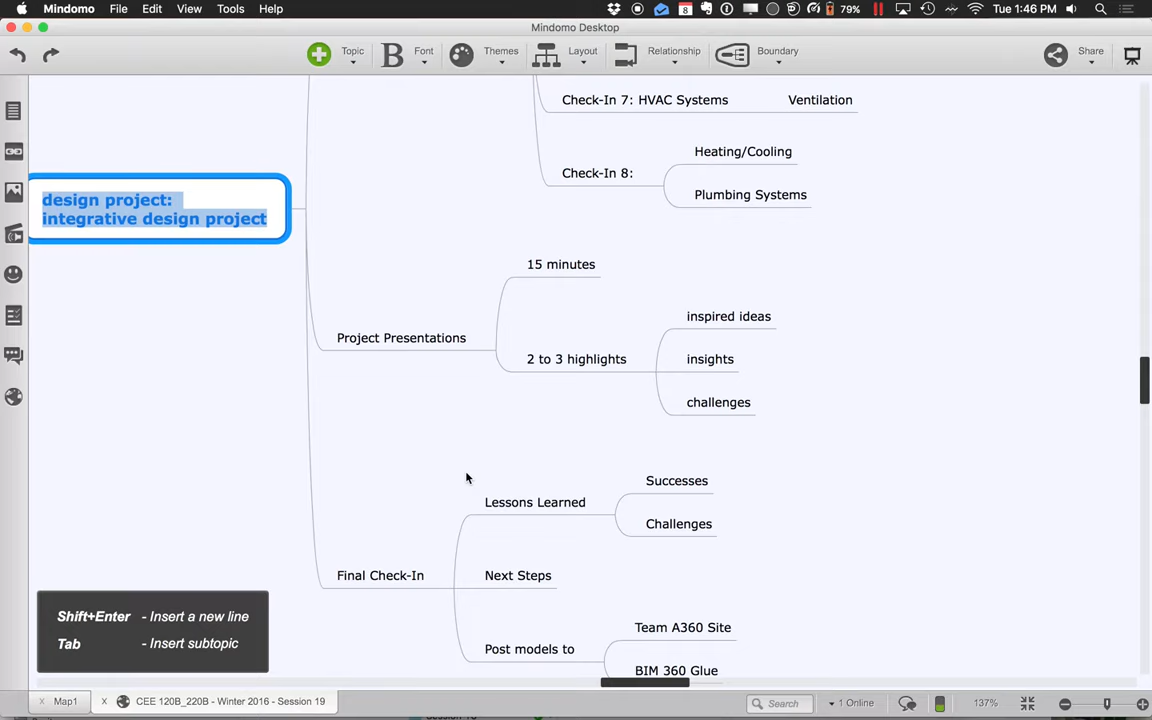 Mindomo File Edit View Tools Help 8 79% Tue 1:46 PM
Mindomo Desktop
Topic Font Themes Layout Relationship Boundary Share
Check-In 7: HVAC Systems Ventilation
Heating/Cooling
Check-In 8:
Plumbing Systems
design project:
integrative design project
15 minutes
Project Presentations
inspired ideas
2 to 3 highlights
insights
challenges
Successes
Lessons Learned
Challenges
Final Check-In
Next Steps
Team A360 Site
Post models to
BIM 360 Glue
Shift+Enter - Insert a new line
Tab - Insert subtopic
x Map1 x CEE 120B_220B - Winter 2016 - Session 19 Search 1 Online 137%